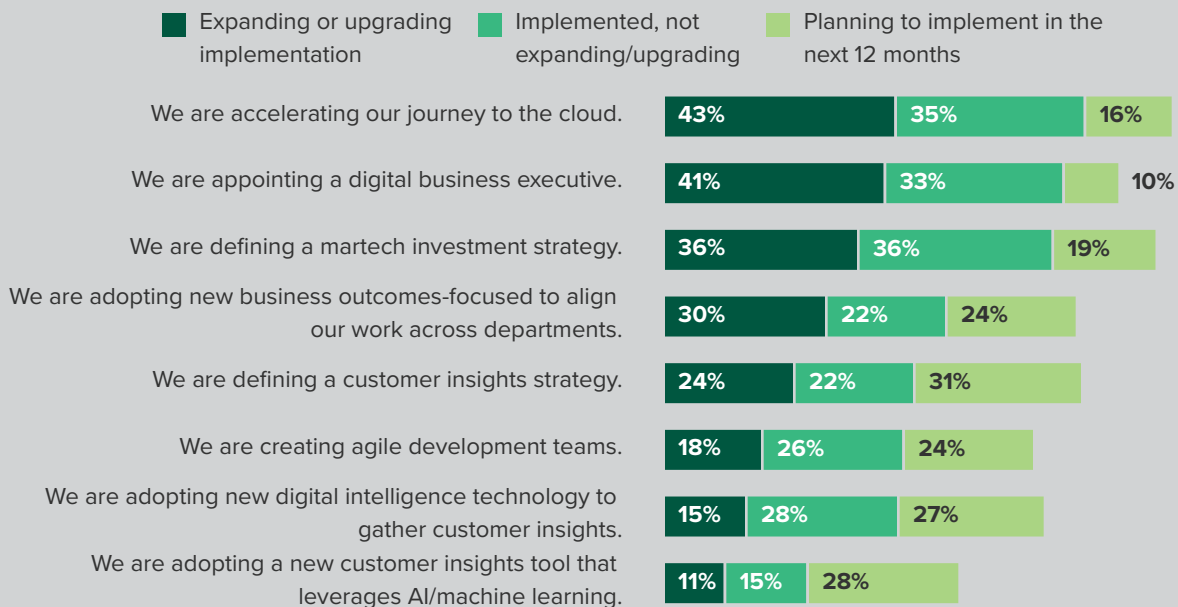 Expanding or upgrading
implementation
Implemented, not
expanding/upgrading
Planning to implement in the
next 12 months
We are accelerating our journey to the cloud.
43% 35% 16%
We are appointing a digital business executive.
41% 33% 10%
We are defining a martech investment strategy.
36% 36% 19%
We are adopting new business outcomes-focused to align
our work across departments.
30% 22% 24%
We are defining a customer insights strategy.
24% 22% 31%
We are creating agile development teams.
18% 26% 24%
We are adopting new digital intelligence technology to
gather customer insights.
15% 28% 27%
We are adopting a new customer insights tool that
leverages AI/machine learning.
11% 15% 28%